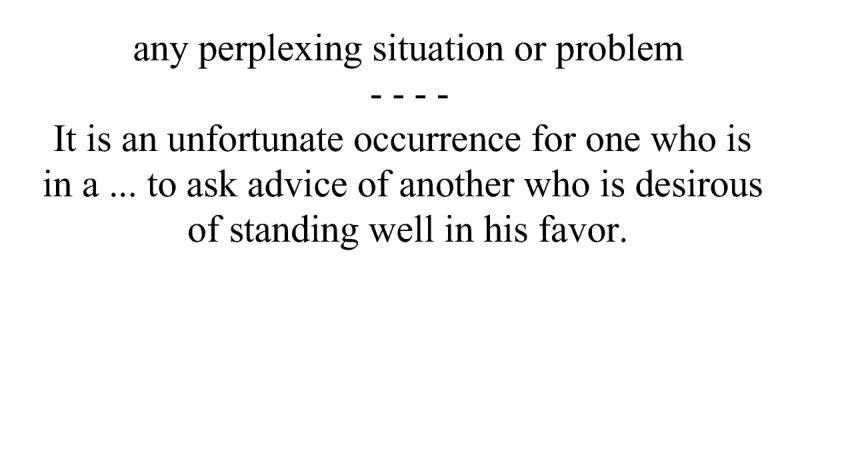 any perplexing situation or problem
- - - -
It is an unfortunate occurrence for one who is
in a ... to ask advice of another who is desirous
of standing well in his favor.